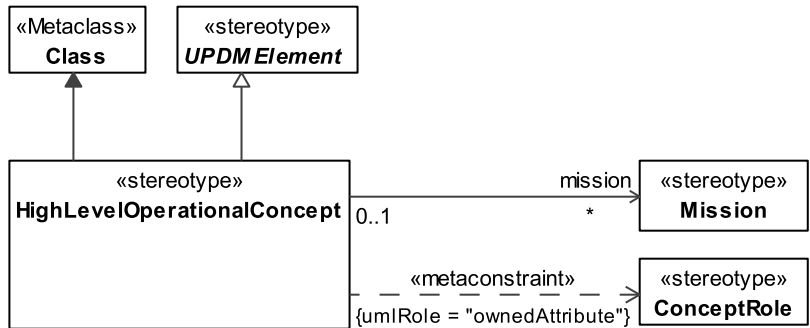 «Metaclass»
Class
«stereotype»
UPDMElement
«stereotype»
HighLevelOperationalConcept
mission
0..1
*
«stereotype»
Mission
«metaconstraint»
{umlRole = "ownedAttribute"}
«stereotype»
ConceptRole